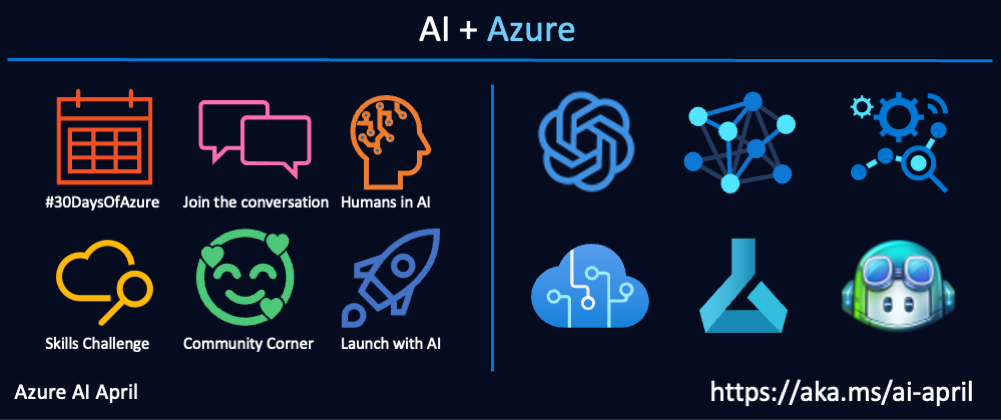 AI + Azure
#30DaysOfAzure
Join the conversation
Humans in AI
Skills Challenge
Community Corner
Launch with AI
Azure AI April
https://aka.ms/ai-april